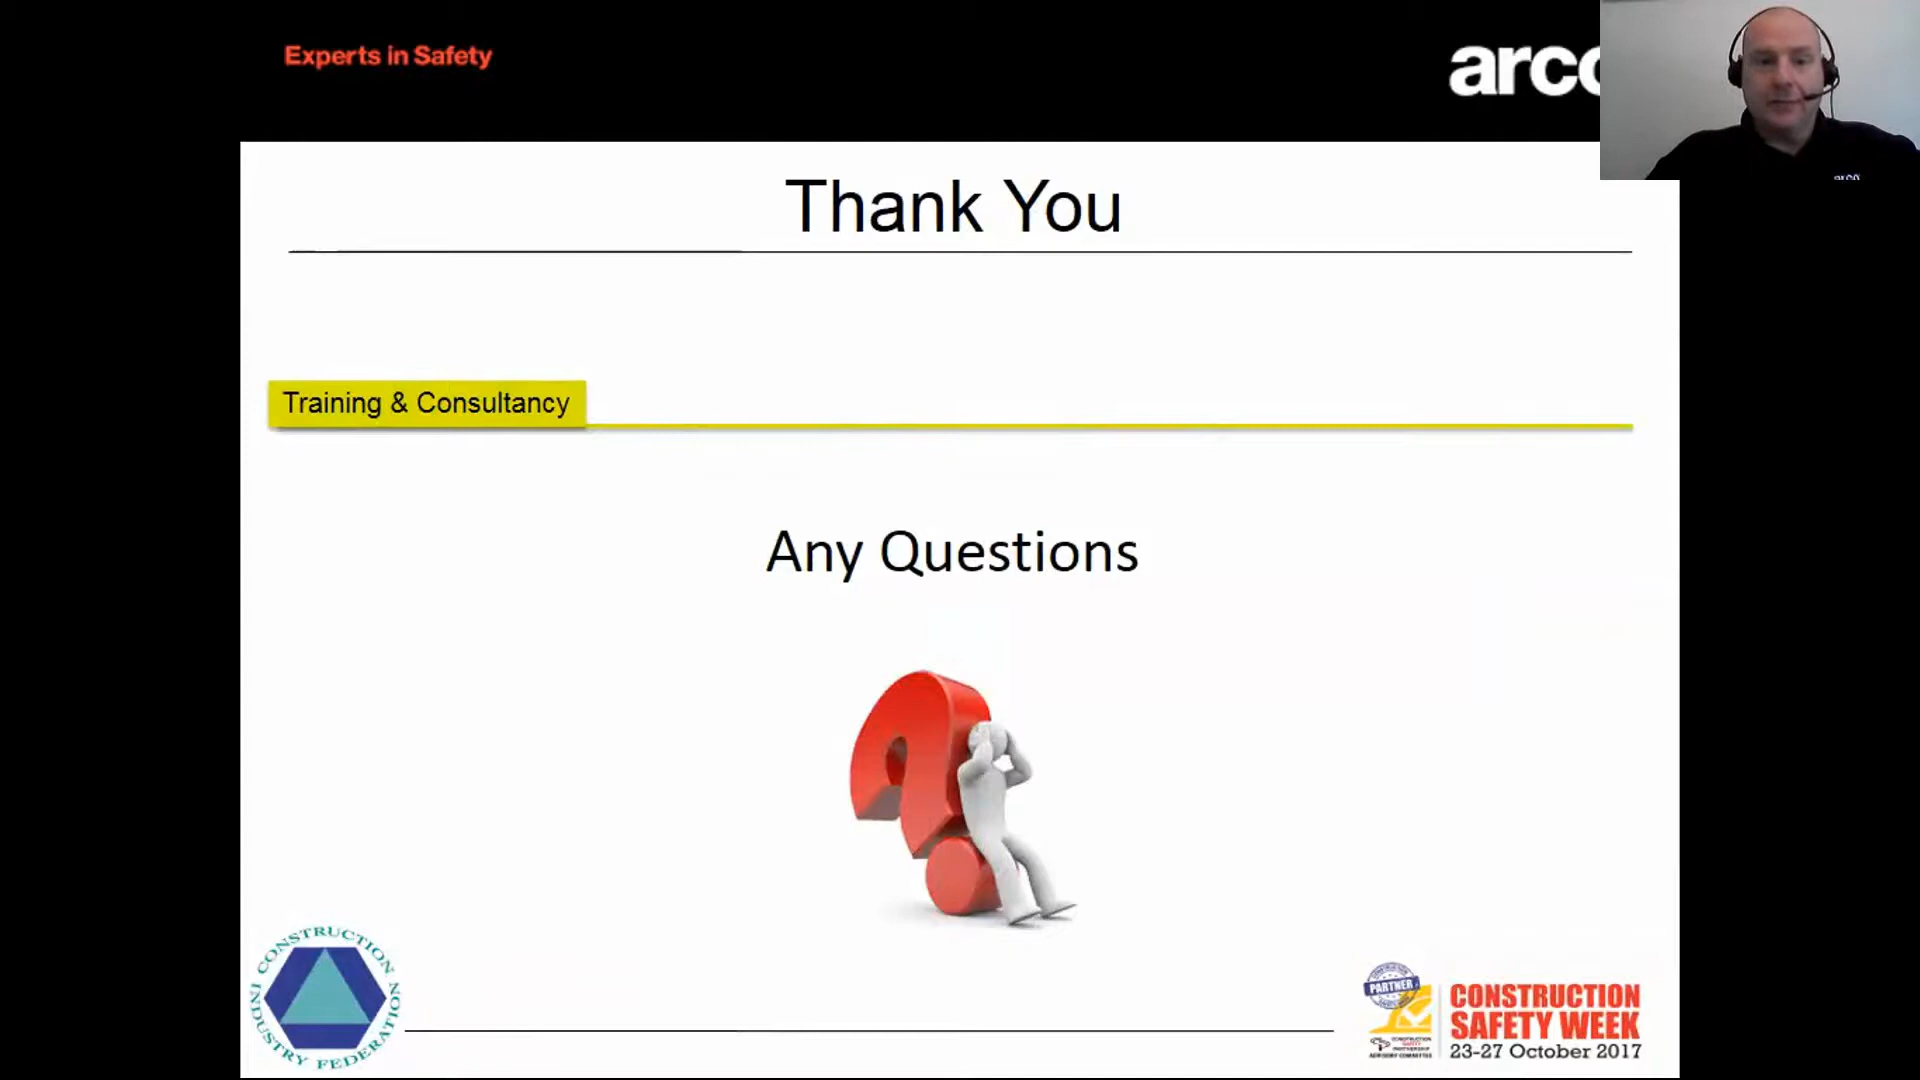 Experts in Safety
arco
Thank You
Training & Consultancy
Any Questions
CONSTRUCTION INDUSTRY FEDERATION
PARTNER
CONSTRUCTION
SAFETY WEEK
23-27 October 2017